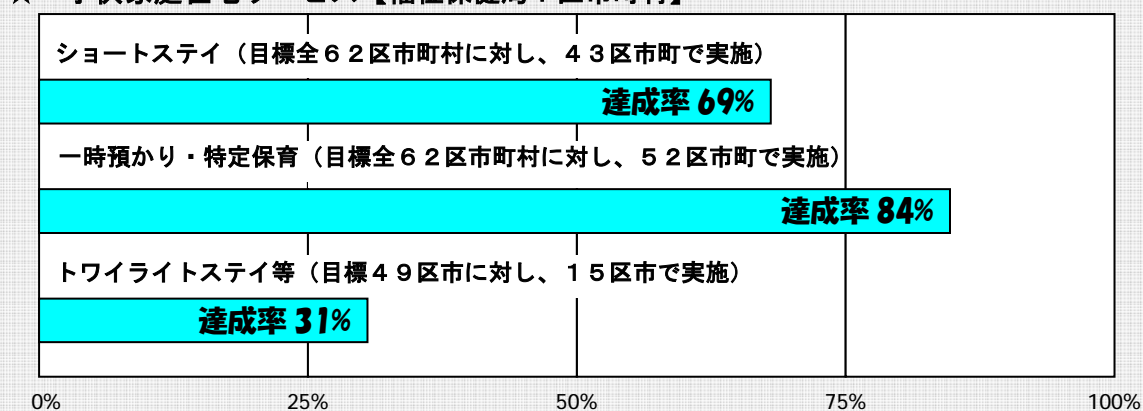 ショートステイ（目標全６２区市町村に対し、４３区市町で実施）
達成率 69%
一時預かり・特定保育（目標全６２区市町村に対し、５２区市町で実施）
達成率 84%
トワイライトステイ等（目標４９区市に対し、１５区市で実施）
達成率 31%
0% 25% 50% 75% 100%